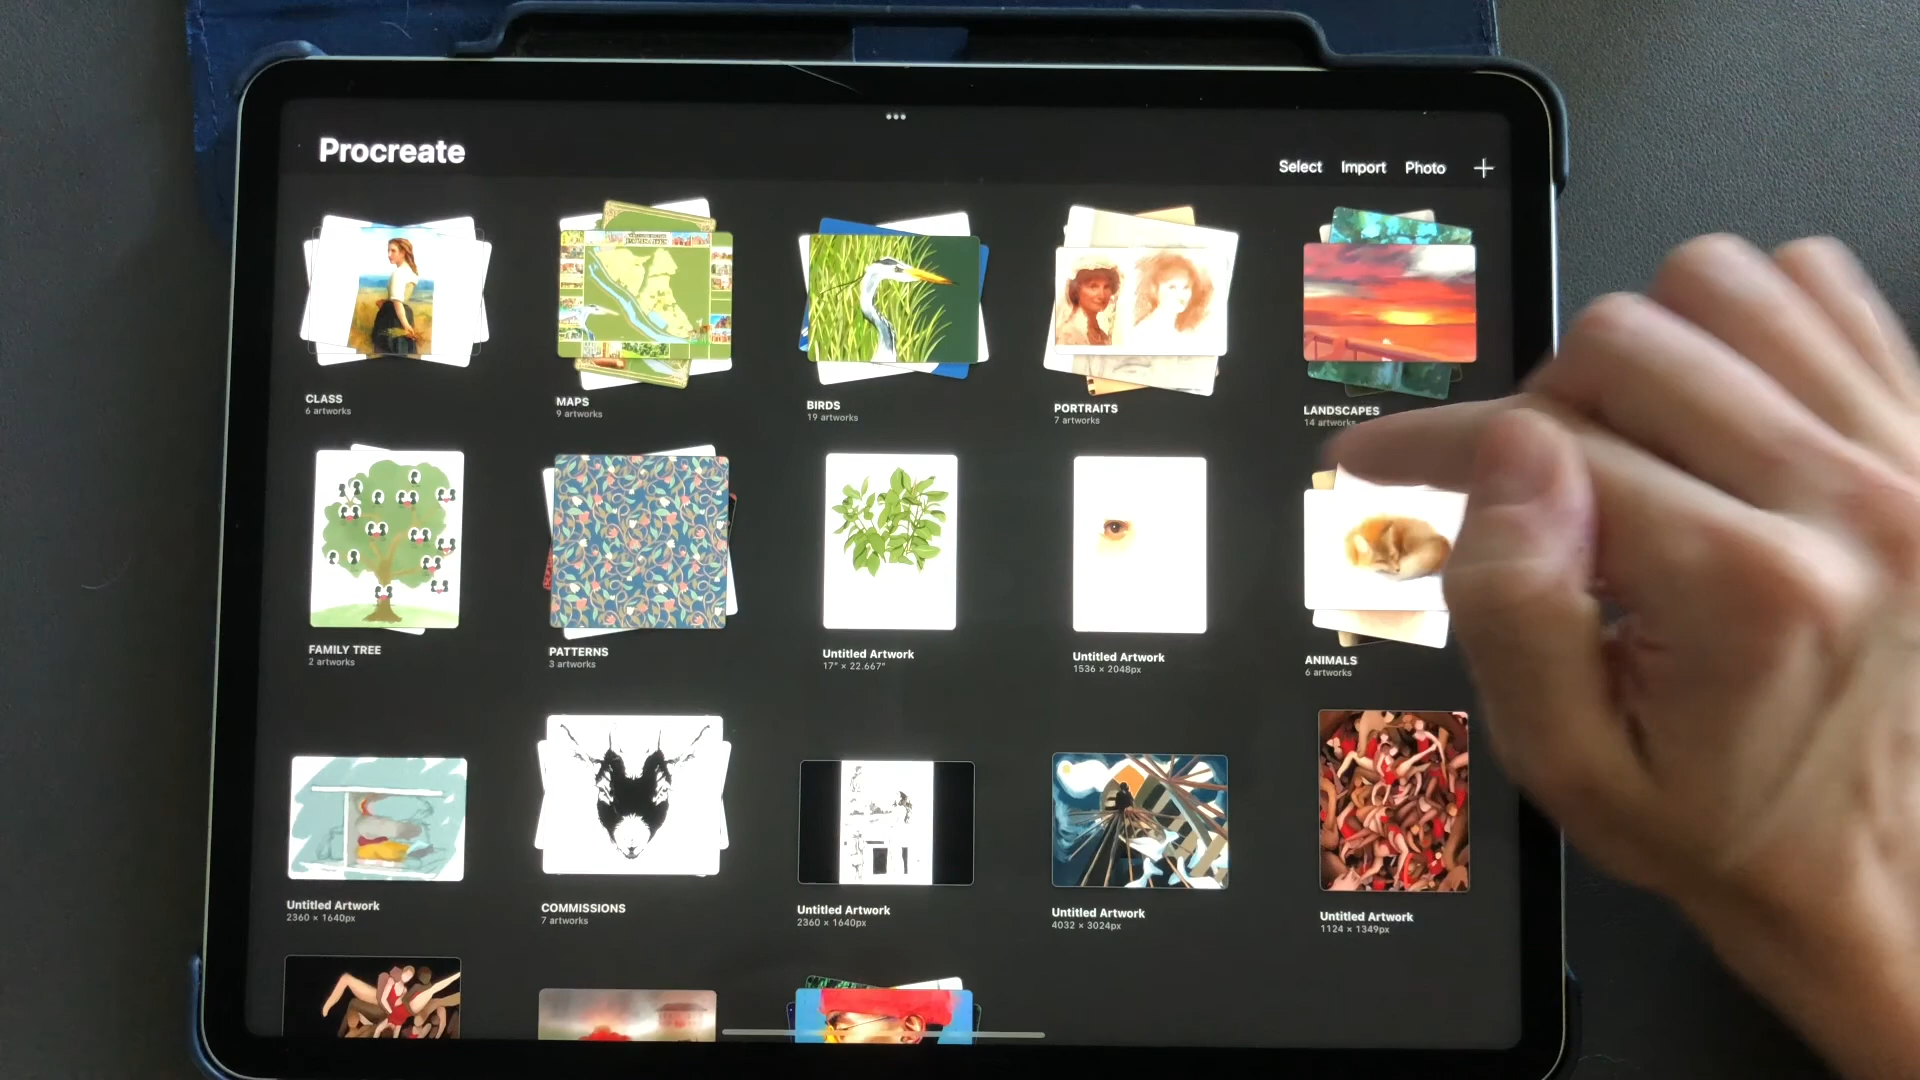 Procreate
Select Import Photo
CLASS
6 artworks
MAPS
9 artworks
BIRDS
19 artworks
PORTRAITS
7 artworks
LANDSCAPES
14 artworks
FAMILY TREE
2 artworks
PATTERNS
3 artworks
Untitled Artwork
17" × 22.667"
Untitled Artwork
1536 × 2048px
ANIMALS
6 artworks
Untitled Artwork
2360 × 1640px
COMMISSIONS
7 artworks
Untitled Artwork
2360 × 1640px
Untitled Artwork
4032 × 3024px
Untitled Artwork
1124 × 1349px